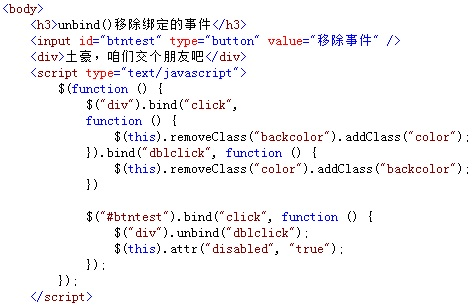 <body>
    <h3>unbind()移除绑定的事件</h3>
    <input id="btntest" type="button" value="移除事件" />
    <div>土豪，咱们交个朋友吧</div>
    <script type="text/javascript">
        $(function () {
            $("div").bind("click",
            function () {
                $(this).removeClass("backcolor").addClass("color");
            }).bind("dblclick", function () {
                $(this).removeClass("color").addClass("backcolor");
            })

            $("#btntest").bind("click", function () {
                $("div").unbind("dblclick");
                $(this).attr("disabled", "true");
            });
        });
    </script>